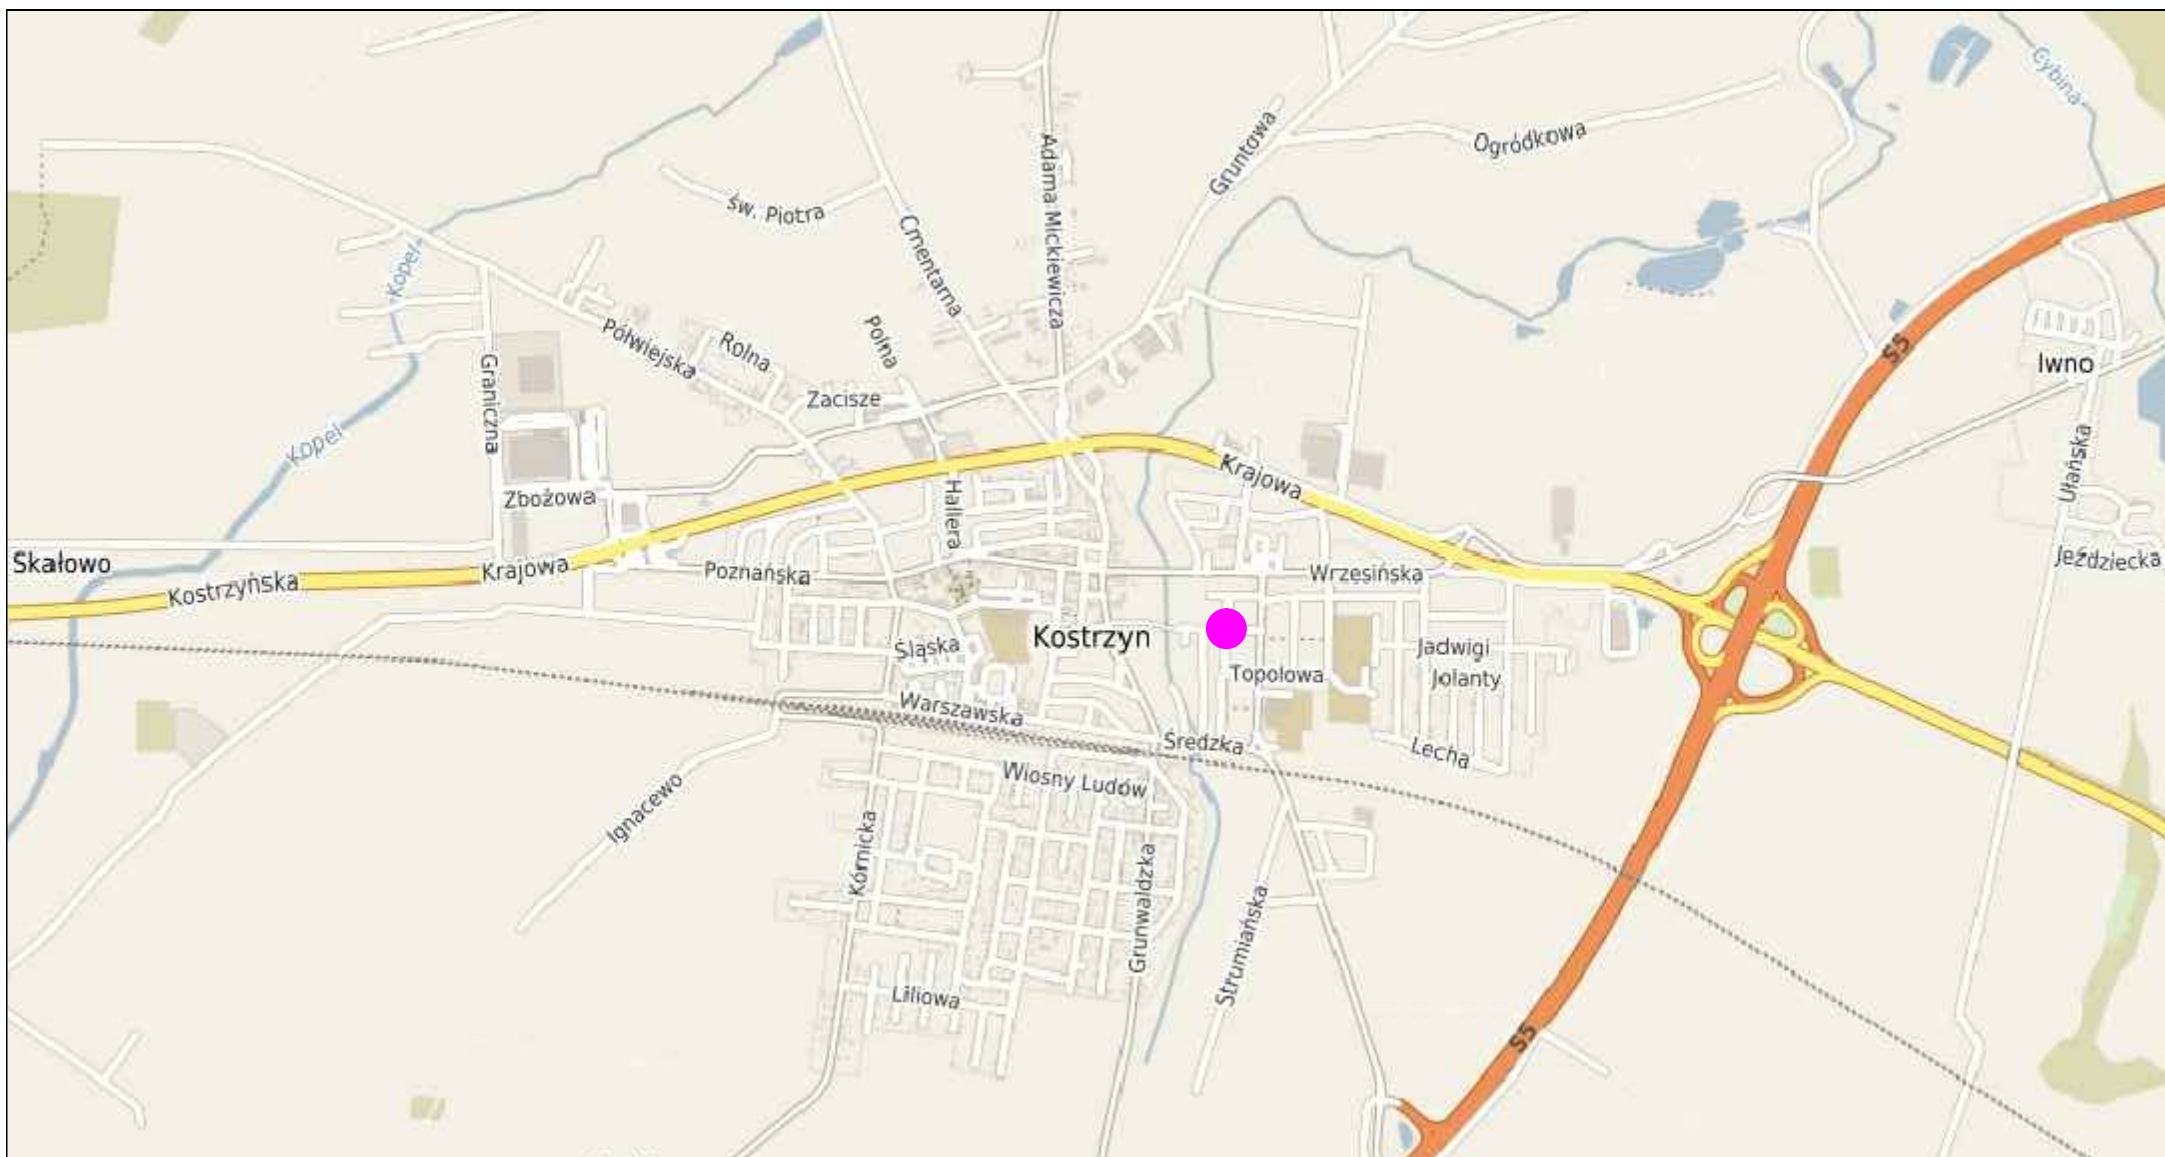 Cybina
Ogródkowa
Gruntowa
Adama Mickiewicza
św. Piotra
Cmentarna
Kopel
S5
Iwno
Półwiejska
Rolna
Polna
Zacisze
Graniczna
Kopel
Krajowa
Ułańska
Zbożowa
Hallera
Skałowo
Kostrzyńska
Krajowa
Poznańska
Wrzesińska
Jeździecka
Kostrzyn
Śląska
Jadwigi
Topolowa
Jolanty
Warszawska
Średzka
Lecha
Wiosny Ludów
Ignacewo
Kórnicka
Grunwaldzka
Strumiańska
Liliowa
S5